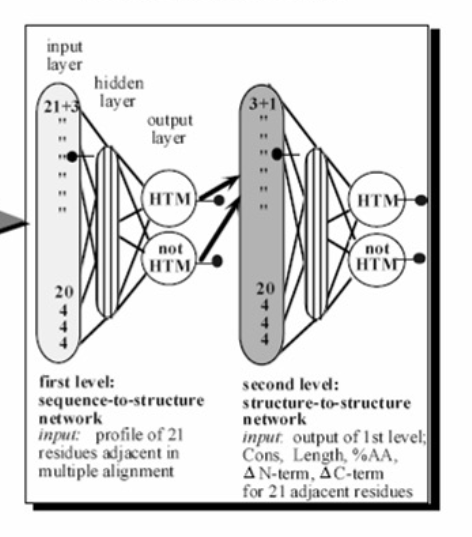 input
layer
hidden
layer
output
layer
21+3
"
"
"
"
"
"
20
4
4
4
HTM
not
HTM
3+1
"
"
"
"
"
"
20
4
4
4
HTM
not
HTM
first level:
sequence-to-structure
network
input: profile of 21
residues adjacent in
multiple alignment
second level:
structure-to-structure
network
input: output of 1st level;
Cons, Length, %AA,
Δ N-term, Δ C-term
for 21 adjacent residues